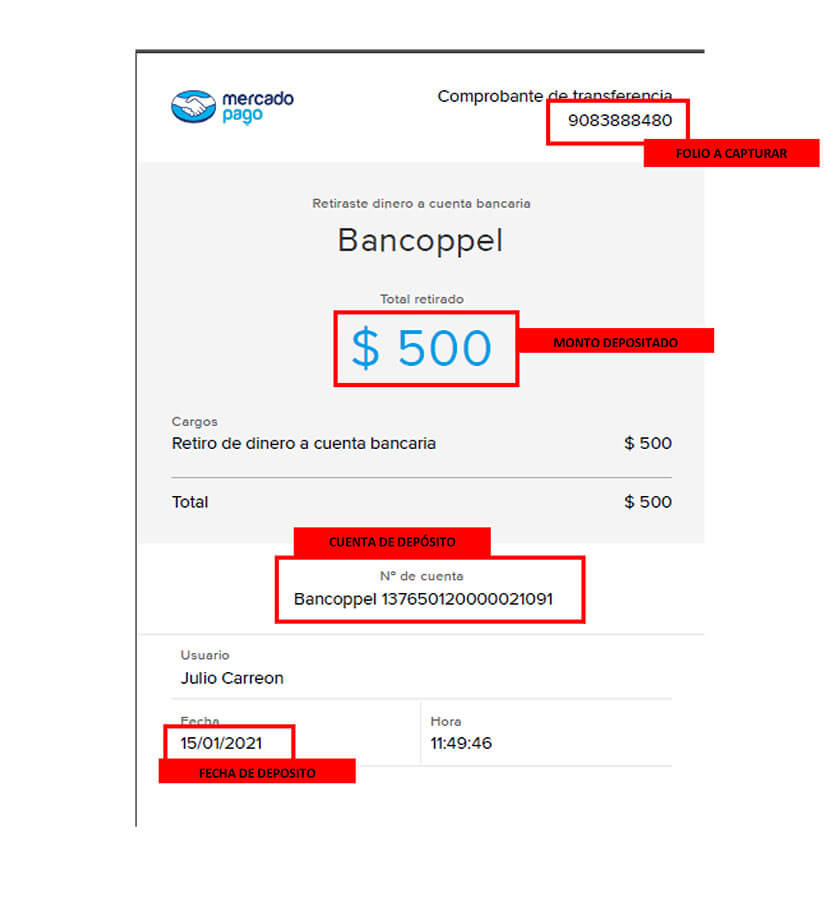 mercado
pago
Comprobante de transferencia
9083888480
FOLIO A CAPTURAR
Retiraste dinero a cuenta bancaria
Bancoppel
Total retirado
$ 500
MONTO DEPOSITADO
Cargos
Retiro de dinero a cuenta bancaria $ 500
Total $ 500
CUENTA DE DEPÓSITO
N° de cuenta
Bancoppel 137650120000021091
Usuario
Julio Carreon
Fecha Hora
15/01/2021 11:49:46
FECHA DE DEPOSITO